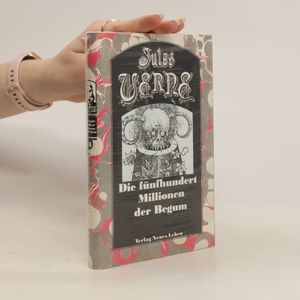 Jules
VERNE
Die fünfhundert
Millionen
der Begum
Verlag Neues Leben